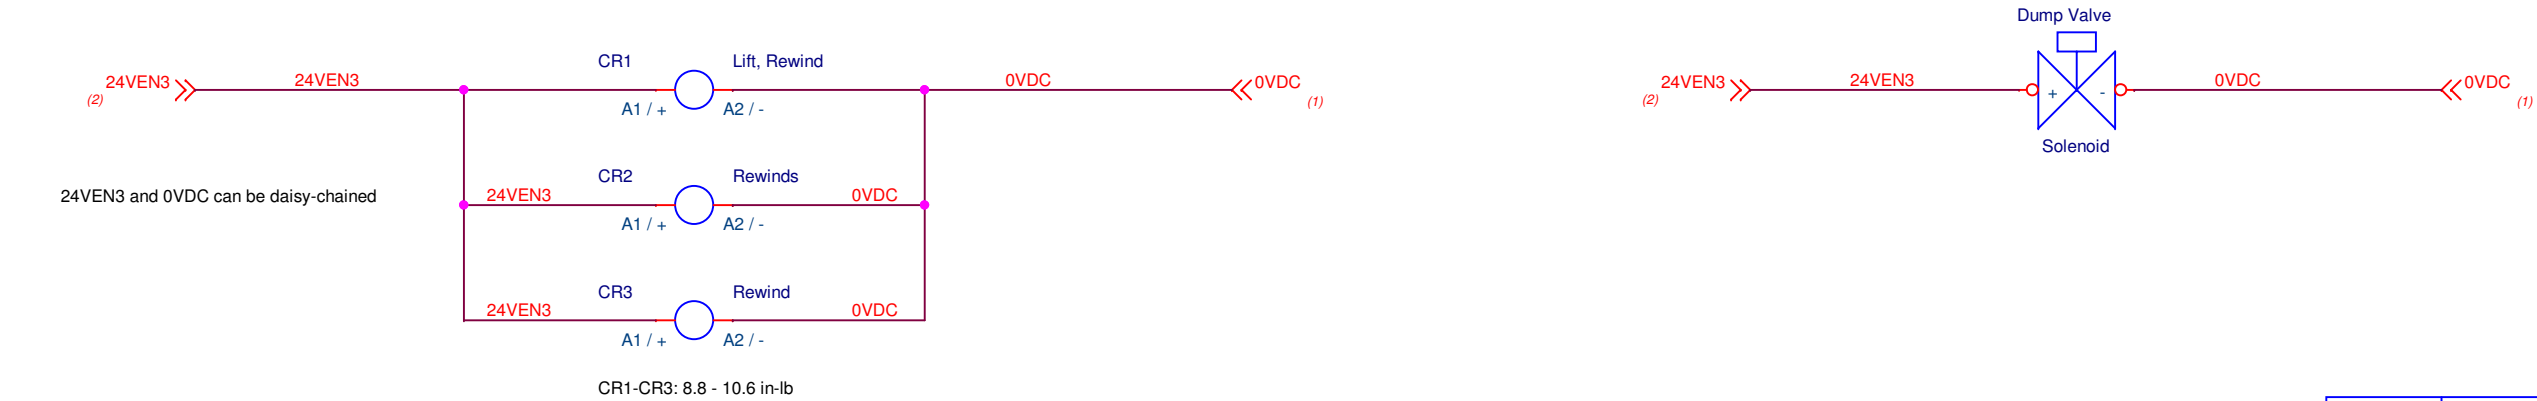 Dump Valve
CR1 Lift, Rewind
24VEN3 24VEN3 0VDC 0VDC 24VEN3 24VEN3 + - 0VDC 0VDC
(2) A1 / + A2 / - (1) (2) (1)
Solenoid
CR2 Rewinds
24VEN3 and 0VDC can be daisy-chained 24VEN3 0VDC
A1 / + A2 / -
CR3 Rewind
24VEN3 0VDC
A1 / + A2 / -
CR1-CR3: 8.8 - 10.6 in-lb